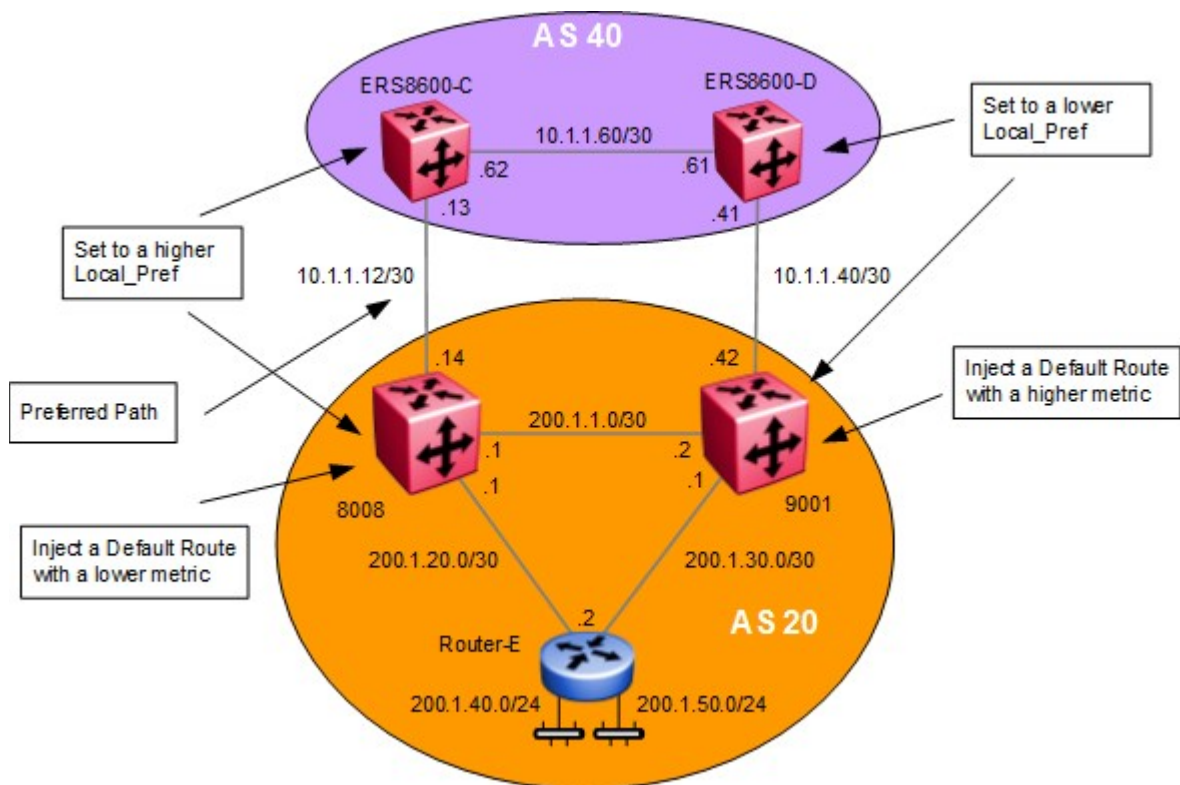 AS 40
ERS8600-C
ERS8600-D
Set to a lower
Local_Pref
10.1.1.60/30
.62
.61
.13
.41
Set to a higher
Local_Pref
10.1.1.12/30
10.1.1.40/30
.14
.42
Preferred Path
Inject a Default Route
with a higher metric
200.1.1.0/30
.1
.2
.1
.1
8008
9001
Inject a Default Route
with a lower metric
200.1.20.0/30
200.1.30.0/30
.2
AS 20
Router-E
200.1.40.0/24
200.1.50.0/24